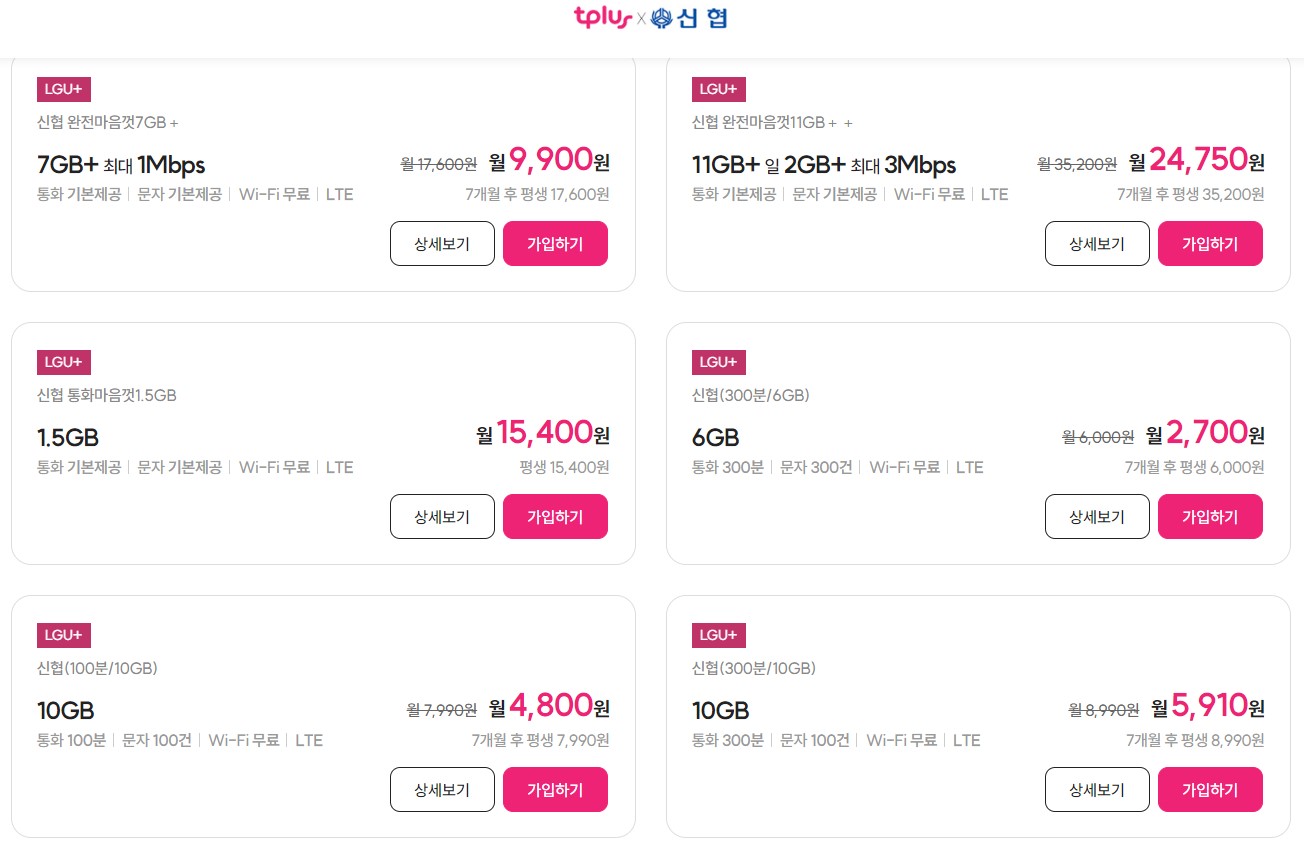 tplus x 신협
LGU+
신협 완전마음껏7GB +
7GB+ 최대 1Mbps
월 17,600원 월 9,900원
통화 기본제공 | 문자 기본제공 | Wi-Fi 무료 | LTE
7개월 후 평생 17,600원
상세보기 가입하기
LGU+
신협 완전마음껏11GB + +
11GB+ 일 2GB+ 최대 3Mbps
월 35,200원 월 24,750원
통화 기본제공 | 문자 기본제공 | Wi-Fi 무료 | LTE
7개월 후 평생 35,200원
상세보기 가입하기
LGU+
신협 통화마음껏1.5GB
1.5GB
월 15,400원
통화 기본제공 | 문자 기본제공 | Wi-Fi 무료 | LTE
평생 15,400원
상세보기 가입하기
LGU+
신협(300분/6GB)
6GB
월 6,000원 월 2,700원
통화 300분 | 문자 300건 | Wi-Fi 무료 | LTE
7개월 후 평생 6,000원
상세보기 가입하기
LGU+
신협(100분/10GB)
10GB
월 7,990원 월 4,800원
통화 100분 | 문자 100건 | Wi-Fi 무료 | LTE
7개월 후 평생 7,990원
상세보기 가입하기
LGU+
신협(300분/10GB)
10GB
월 8,990원 월 5,910원
통화 300분 | 문자 100건 | Wi-Fi 무료 | LTE
7개월 후 평생 8,990원
상세보기 가입하기